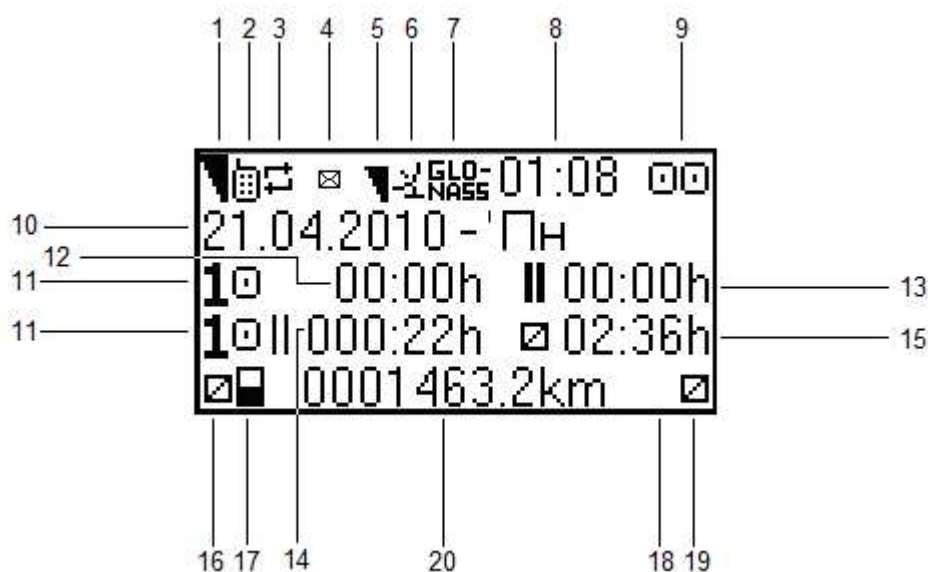 1 2 3 4 5 6 7 8 9
GLO-NASS 01:08
10 21.04.2010 - Пн
12
11 1 00:00h 00:00h 13
11 1 000:22h 02:36h 15
0001463.2km
16 17 14 20 18 19